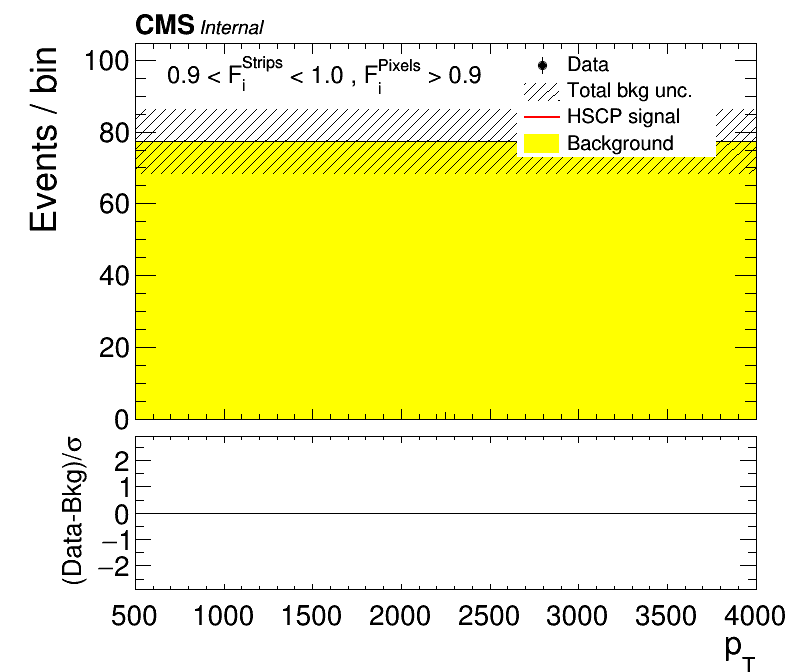 CMS Internal
Events / bin
100
80
60
40
20
0
0.9 < F_i^Strips < 1.0 , F_i^Pixels > 0.9
Data
Total bkg unc.
HSCP signal
Background
(Data-Bkg)/σ
2
1
0
−1
−2
500 1000 1500 2000 2500 3000 3500 4000
p_T